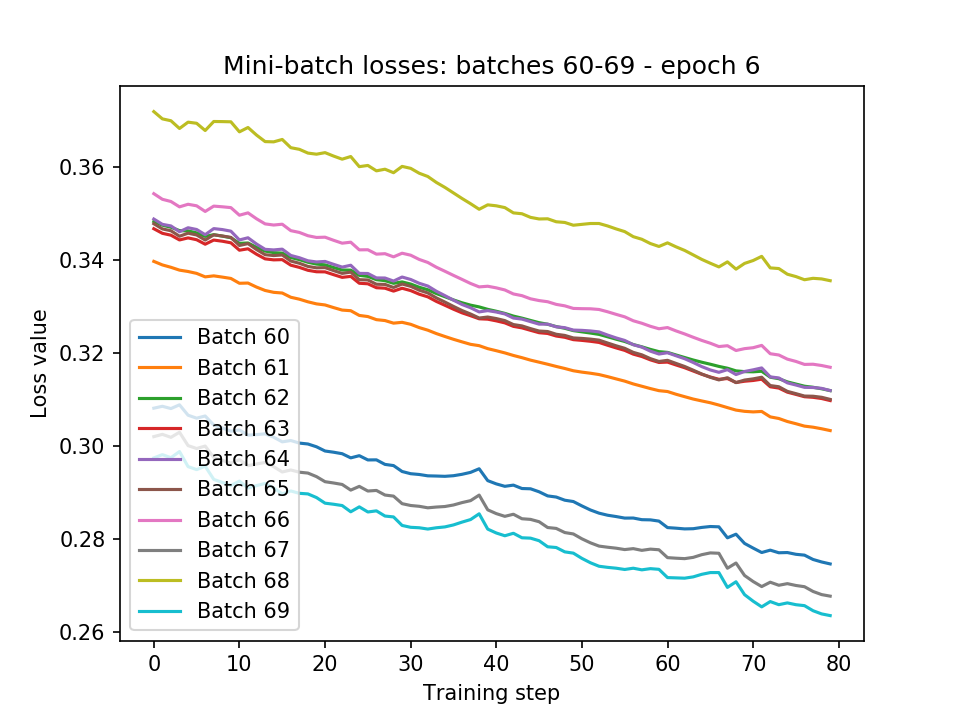 Mini-batch losses: batches 60-69 - epoch 6
Loss value
0.36
0.34
0.32
0.30
0.28
0.26
Batch 60
Batch 61
Batch 62
Batch 63
Batch 64
Batch 65
Batch 66
Batch 67
Batch 68
Batch 69
0 10 20 30 40 50 60 70 80
Training step